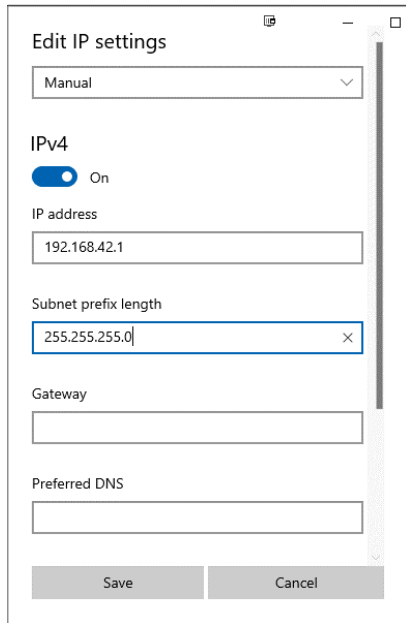 Edit IP settings
Manual
IPv4
On
IP address
192.168.42.1
Subnet prefix length
255.255.255.0
Gateway
Preferred DNS
Save Cancel